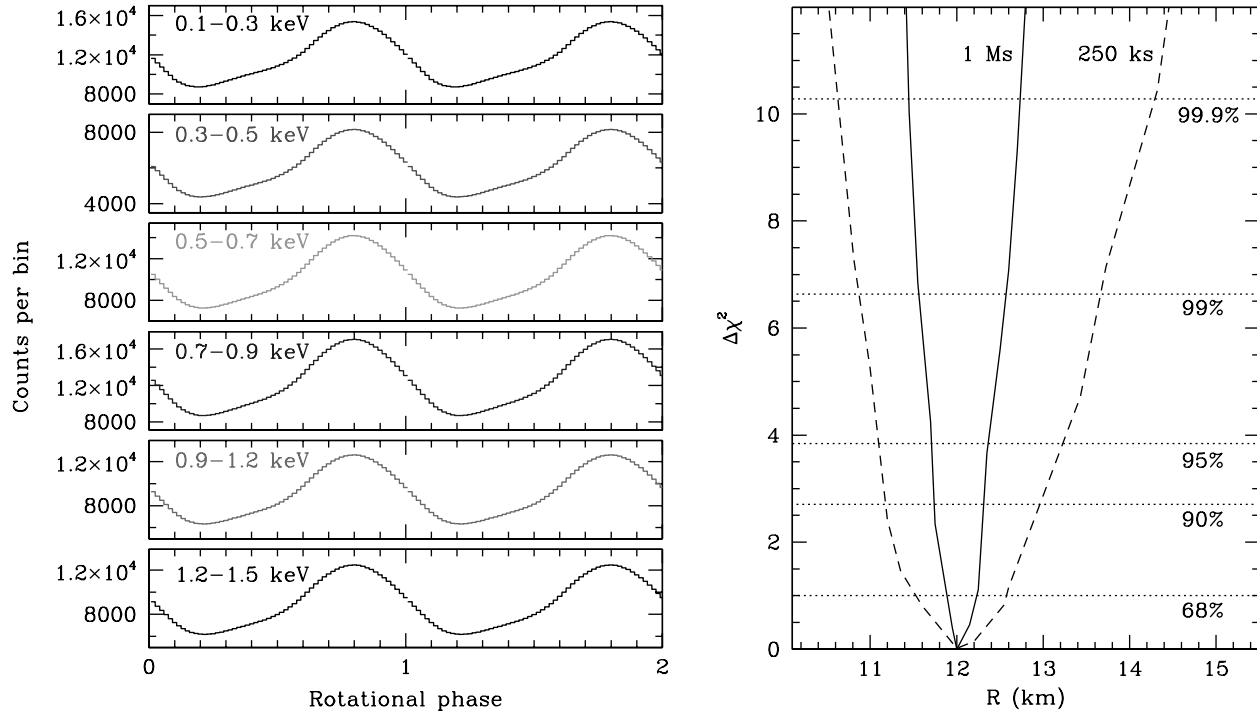 Counts per bin
1.6×10⁴
1.2×10⁴
8000
0.1−0.3 keV
8000
4000
0.3−0.5 keV
1.2×10⁴
8000
0.5−0.7 keV
1.6×10⁴
1.2×10⁴
8000
0.7−0.9 keV
1.2×10⁴
8000
0.9−1.2 keV
1.2×10⁴
8000
1.2−1.5 keV
0 1 2
Rotational phase
Δχ²
10
8
6
4
2
0
1 Ms 250 ks
99.9%
99%
95%
90%
68%
11 12 13 14 15
R (km)